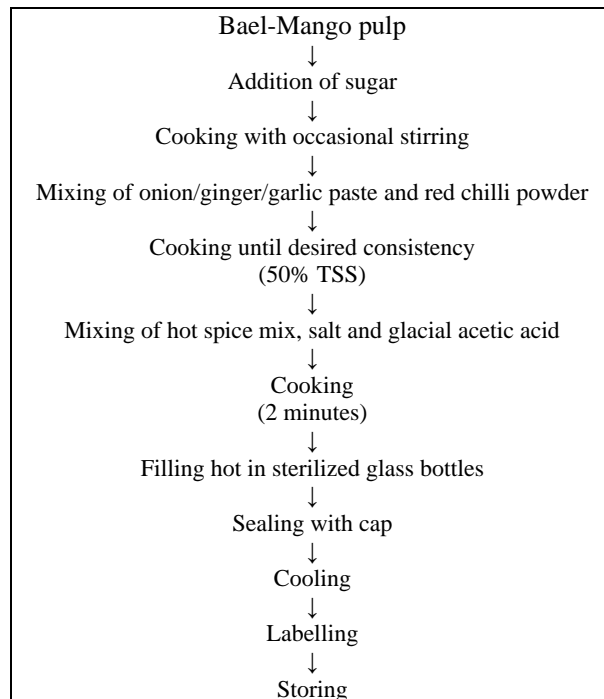 Bael-Mango pulp
↓
Addition of sugar
↓
Cooking with occasional stirring
↓
Mixing of onion/ginger/garlic paste and red chilli powder
↓
Cooking until desired consistency
(50% TSS)
↓
Mixing of hot spice mix, salt and glacial acetic acid
↓
Cooking
(2 minutes)
↓
Filling hot in sterilized glass bottles
↓
Sealing with cap
↓
Cooling
↓
Labelling
↓
Storing